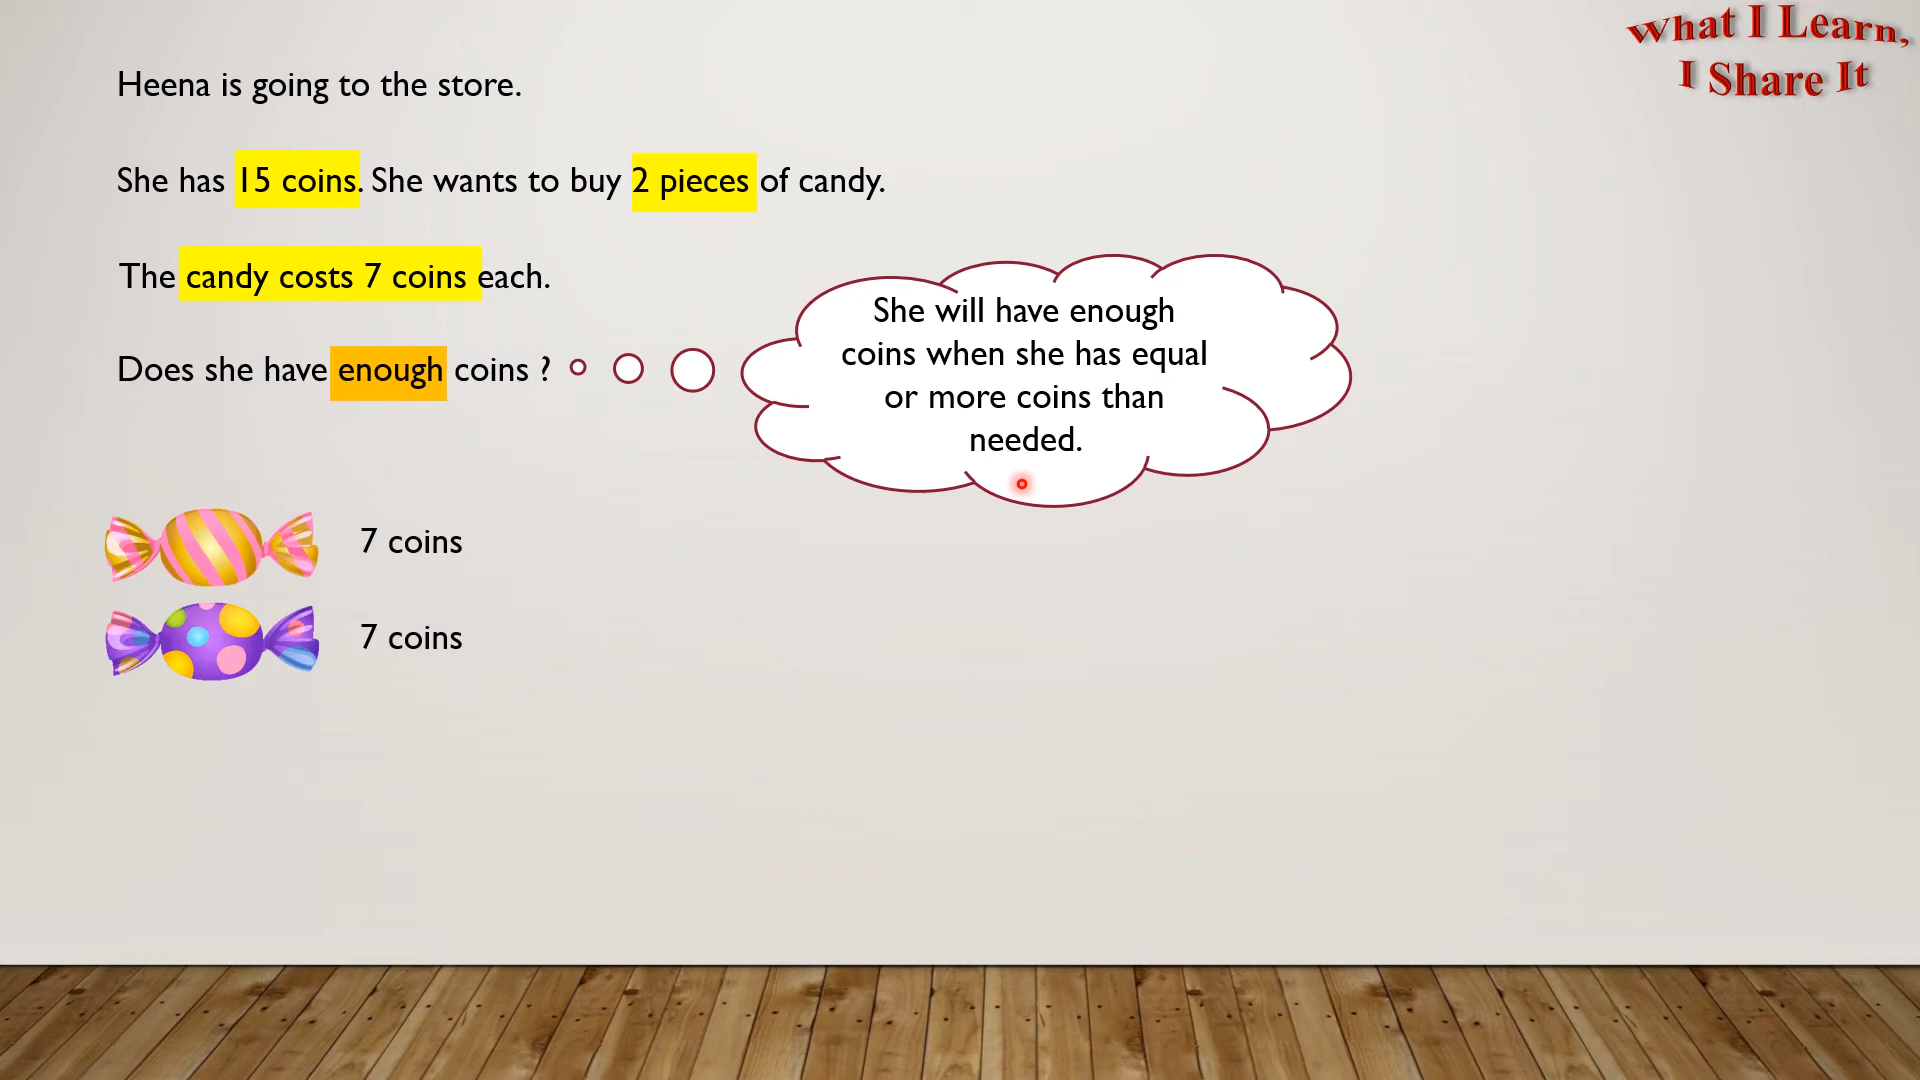 What I Learn,
I Share It
Heena is going to the store.
She has 15 coins. She wants to buy 2 pieces of candy.
The candy costs 7 coins each.
Does she have enough coins ?
She will have enough
coins when she has equal
or more coins than
needed.
7 coins
7 coins